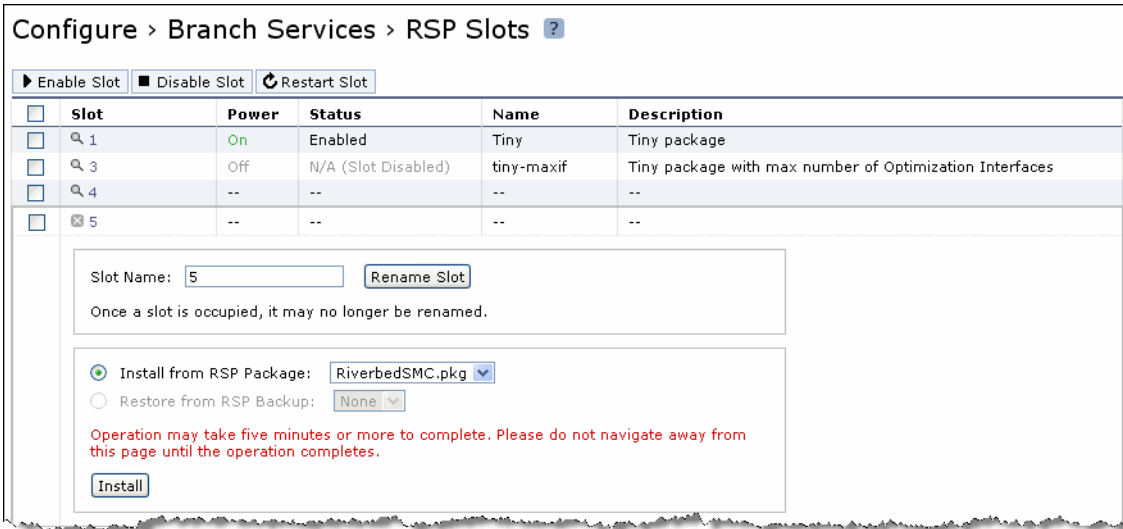 Configure › Branch Services › RSP Slots ?
Enable Slot Disable Slot Restart Slot
Slot Power Status Name Description
1 On Enabled Tiny Tiny package
3 Off N/A (Slot Disabled) tiny-maxif Tiny package with max number of Optimization Interfaces
4 -- -- -- --
5 -- -- -- --
Slot Name: 5 Rename Slot
Once a slot is occupied, it may no longer be renamed.
Install from RSP Package: RiverbedSMC.pkg
Restore from RSP Backup: None
Operation may take five minutes or more to complete. Please do not navigate away from
this page until the operation completes.
Install